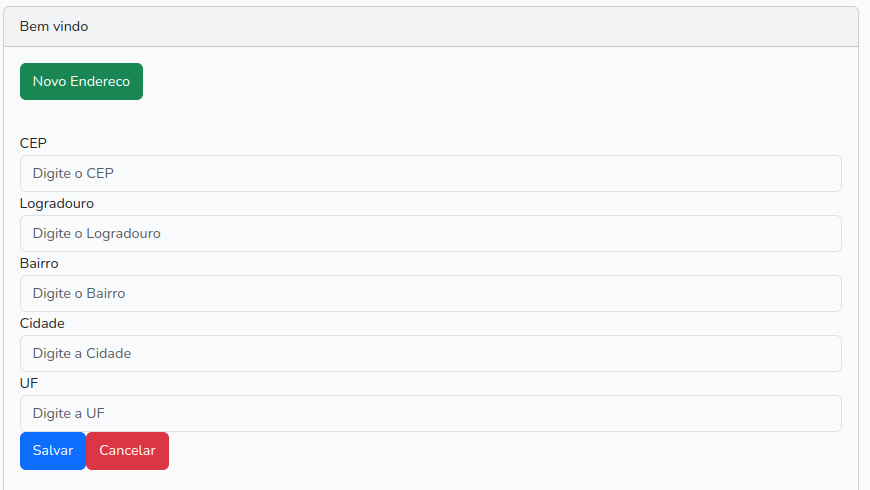 Bem vindo
Novo Endereco
CEP
Digite o CEP
Logradouro
Digite o Logradouro
Bairro
Digite o Bairro
Cidade
Digite a Cidade
UF
Digite a UF
Salvar Cancelar